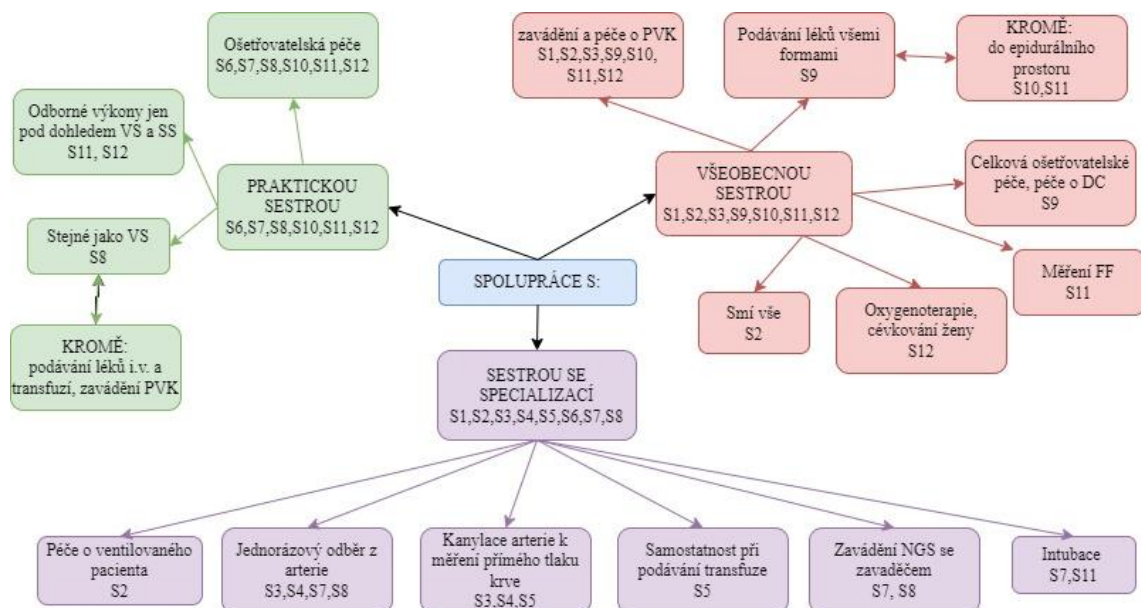 Ošetřovatelská péče
S6,S7,S8,S10,S11,S12
zavádění a péče o PVK
S1,S2,S3,S9,S10,
S11,S12
Podávání léků všemi
formami
S9
KROMĚ:
do epidurálního
prostoru
S10,S11
Odborné výkony jen
pod dohledem VS a SS
S11, S12
PRAKTICKOU
SESTROU
S6,S7,S8,S10,S11,S12
VŠEOBECNOU
SESTROU
S1,S2,S3,S9,S10,S11,S12
Celková ošetřovatelské
péče, péče o DC
S9
Stejné jako VS
S8
SPOLUPRÁCE S:
Měření FF
S11
Smí vše
S2
Oxygenoterapie,
cévkování ženy
S12
KROMĚ:
podávání léků i.v. a
transfuzí, zavádění PVK
SESTROU SE
SPECIALIZACÍ
S1,S2,S3,S4,S5,S6,S7,S8
Péče o ventilovaného
pacienta
S2
Jednorázový odběr z
arterie
S3,S4,S7,S8
Kanylace arterie k
měření přímého tlaku
krve
S3,S4,S5
Samostatnost při
podávání transfuze
S5
Zavádění NGS se
zavaděčem
S7, S8
Intubace
S7,S11